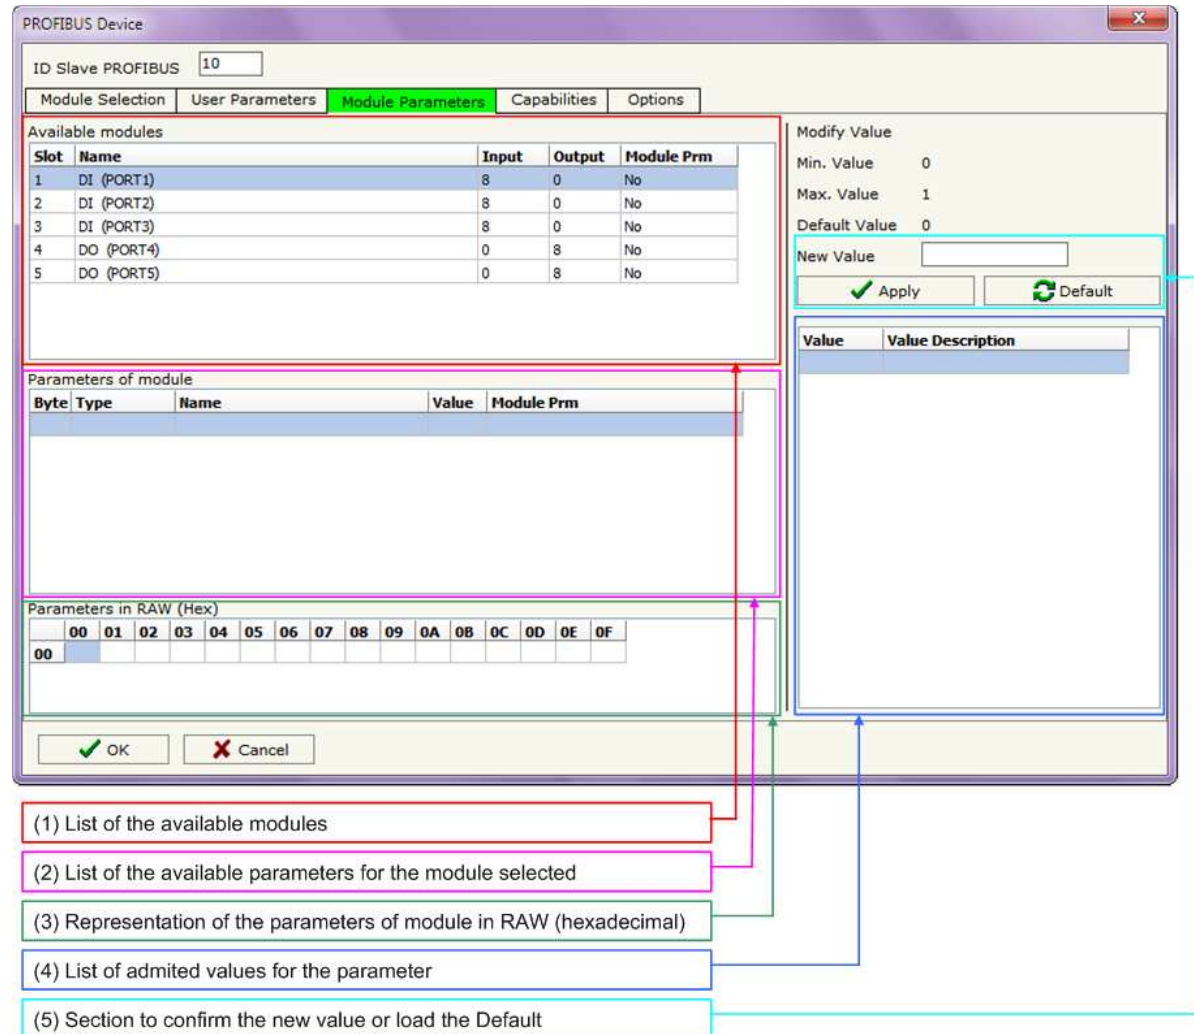 PROFIBUS Device
ID Slave PROFIBUS 10
Module Selection User Parameters Module Parameters Capabilities Options
Available modules
Slot Name Input Output Module Prm
1 DI (PORT1) 8 0 No
2 DI (PORT2) 8 0 No
3 DI (PORT3) 8 0 No
4 DO (PORT4) 0 8 No
5 DO (PORT5) 0 8 No
Parameters of module
Byte Type Name Value Module Prm
Parameters in RAW (Hex)
00 01 02 03 04 05 06 07 08 09 0A 0B 0C 0D 0E 0F
00
Modify Value
Min. Value 0
Max. Value 1
Default Value 0
New Value
Apply Default
Value Value Description
OK Cancel
(1) List of the available modules
(2) List of the available parameters for the module selected
(3) Representation of the parameters of module in RAW (hexadecimal)
(4) List of admited values for the parameter
(5) Section to confirm the new value or load the Default